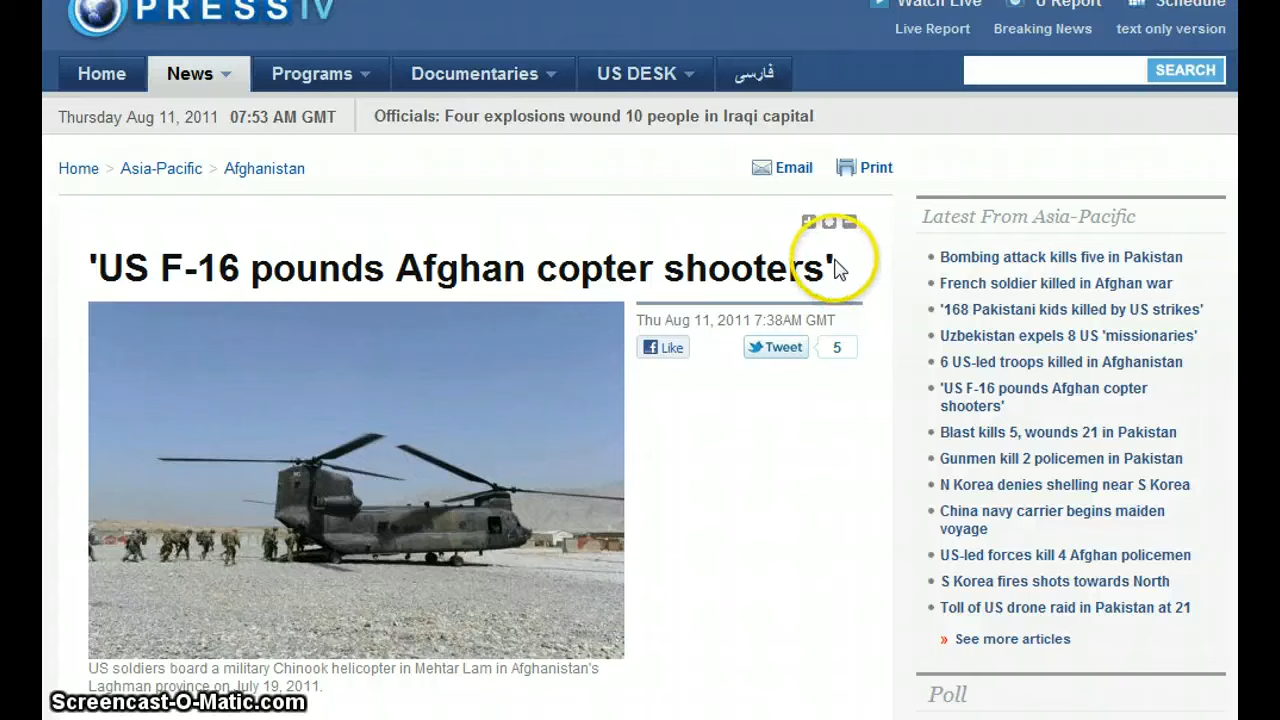 PRESSTV
Watch Live
U Report
Schedule
Live Report
Breaking News
text only version
Home
News
Programs
Documentaries
US DESK
فارسی
SEARCH
Thursday Aug 11, 2011 07:53 AM GMT
Officials: Four explosions wound 10 people in Iraqi capital
Home > Asia-Pacific > Afghanistan
Email
Print
'US F-16 pounds Afghan copter shooters'
Thu Aug 11, 2011 7:38AM GMT
Like
Tweet
5
US soldiers board a military Chinook helicopter in Mehtar Lam in Afghanistan's
Laghman province on July 19, 2011.
Latest From Asia-Pacific
Bombing attack kills five in Pakistan
French soldier killed in Afghan war
'168 Pakistani kids killed by US strikes'
Uzbekistan expels 8 US 'missionaries'
6 US-led troops killed in Afghanistan
'US F-16 pounds Afghan copter
shooters'
Blast kills 5, wounds 21 in Pakistan
Gunmen kill 2 policemen in Pakistan
N Korea denies shelling near S Korea
China navy carrier begins maiden
voyage
US-led forces kill 4 Afghan policemen
S Korea fires shots towards North
Toll of US drone raid in Pakistan at 21
» See more articles
Poll
Screencast-O-Matic.com